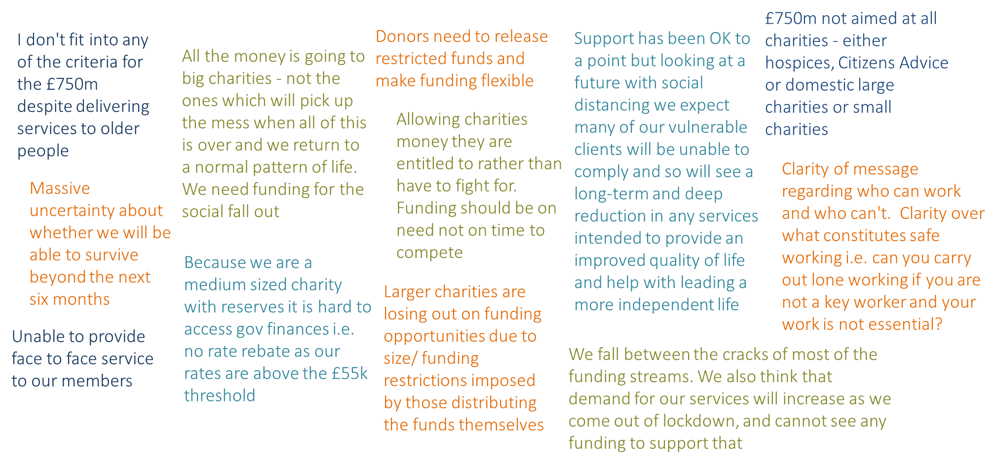 I don't fit into any
of the criteria for
the £750m
despite delivering
services to older
people
Massive
uncertainty about
whether we will be
able to survive
beyond the next
six months
Unable to provide
face to face service
to our members
All the money is going to
big charities - not the
ones which will pick up
the mess when all of this
is over and we return to
a normal pattern of life.
We need funding for the
social fall out
Because we are a
medium sized charity
with reserves it is hard to
access gov finances i.e.
no rate rebate as our
rates are above the £55k
threshold
Donors need to release
restricted funds and
make funding flexible
Allowing charities
money they are
entitled to rather than
have to fight for.
Funding should be on
need not on time to
compete
Larger charities are
losing out on funding
opportunities due to
size/ funding
restrictions imposed
by those distributing
the funds themselves
Support has been OK to
a point but looking at a
future with social
distancing we expect
many of our vulnerable
clients will be unable to
comply and so will see a
long-term and deep
reduction in any services
intended to provide an
improved quality of life
and help with leading a
more independent life
£750m not aimed at all
charities - either
hospices, Citizens Advice
or domestic large
charities or small
charities
Clarity of message
regarding who can work
and who can't.  Clarity over
what constitutes safe
working i.e. can you carry
out lone working if you are
not a key worker and your
work is not essential?
We fall between the cracks of most of the
funding streams. We also think that
demand for our services will increase as we
come out of lockdown, and cannot see any
funding to support that